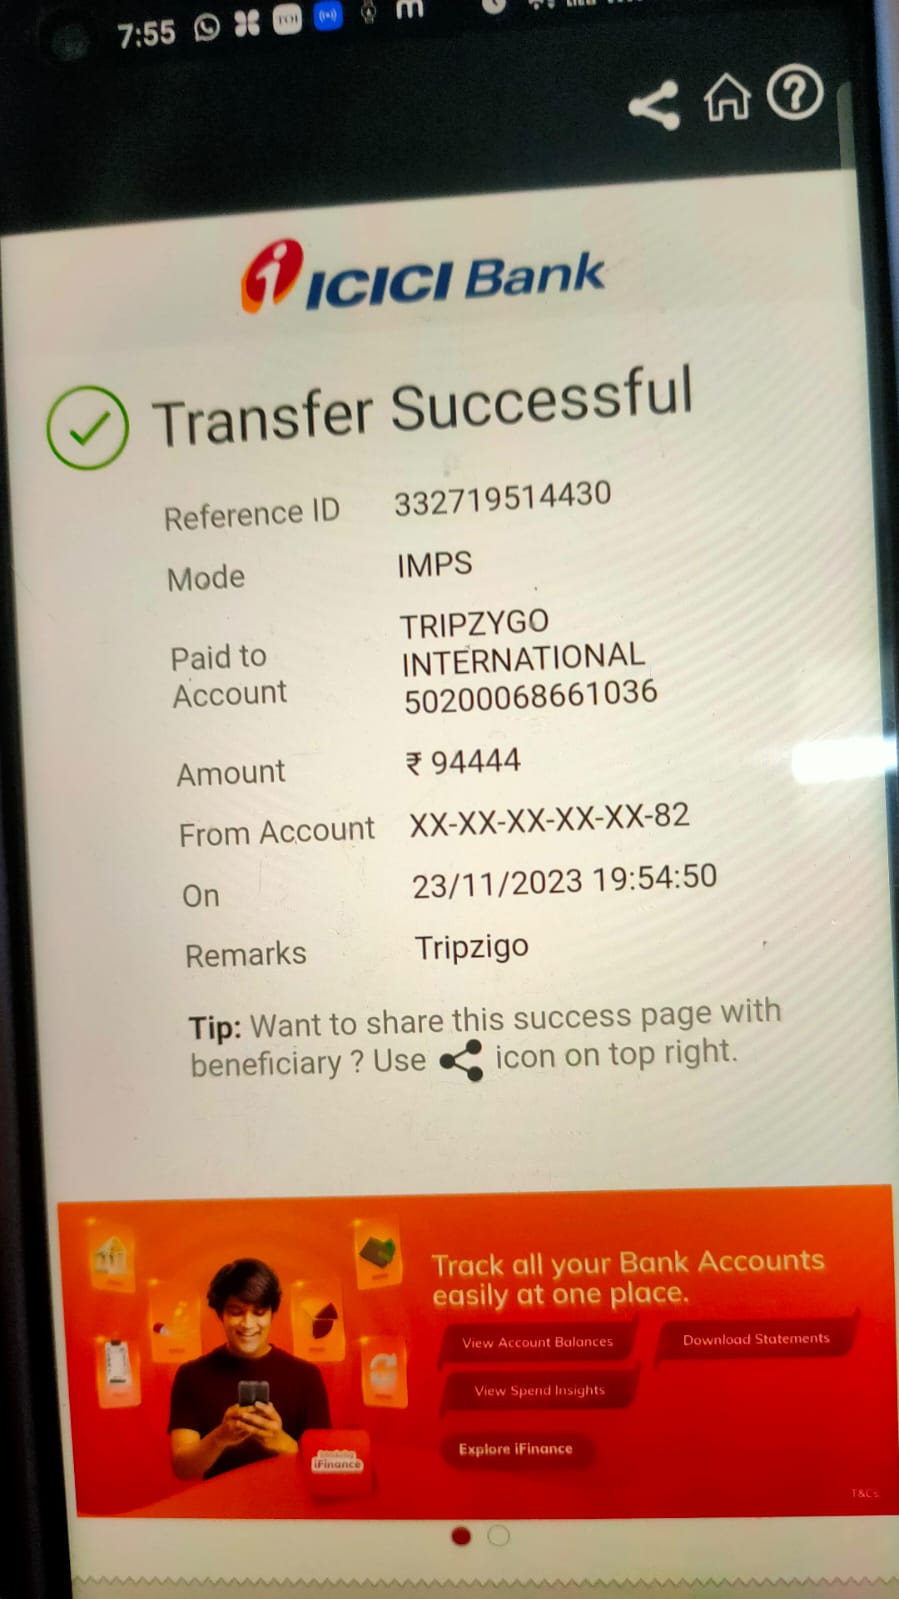 7:55
TOI
m
ICICI Bank
Transfer Successful
Reference ID 332719514430
Mode IMPS
Paid to Account TRIPZYGO
INTERNATIONAL
50200068661036
Amount ₹ 94444
From Account XX-XX-XX-XX-XX-82
On 23/11/2023 19:54:50
Remarks Tripzigo
Tip: Want to share this success page with
beneficiary ? Use icon on top right.
Track all your Bank Accounts
easily at one place.
View Account Balances Download Statements
View Spend Insights
Explore iFinance
iFinance
T&Cs